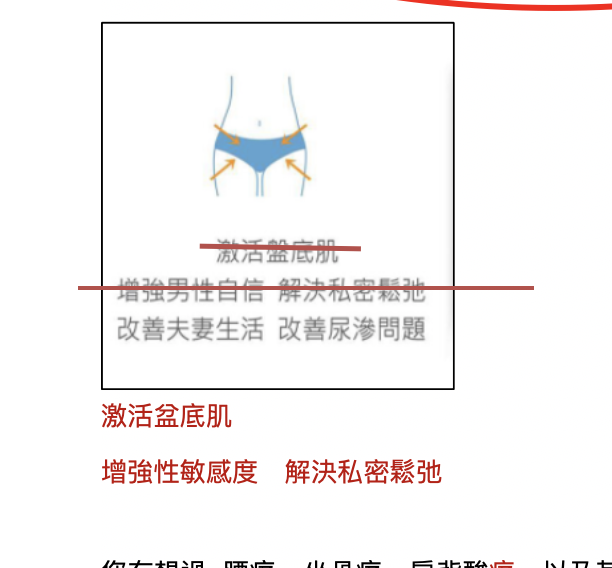 激活盤底肌
增強男性自信 解決私密鬆弛
改善夫妻生活 改善尿滲問題
激活盆底肌
增強性敏感度 解決私密鬆弛